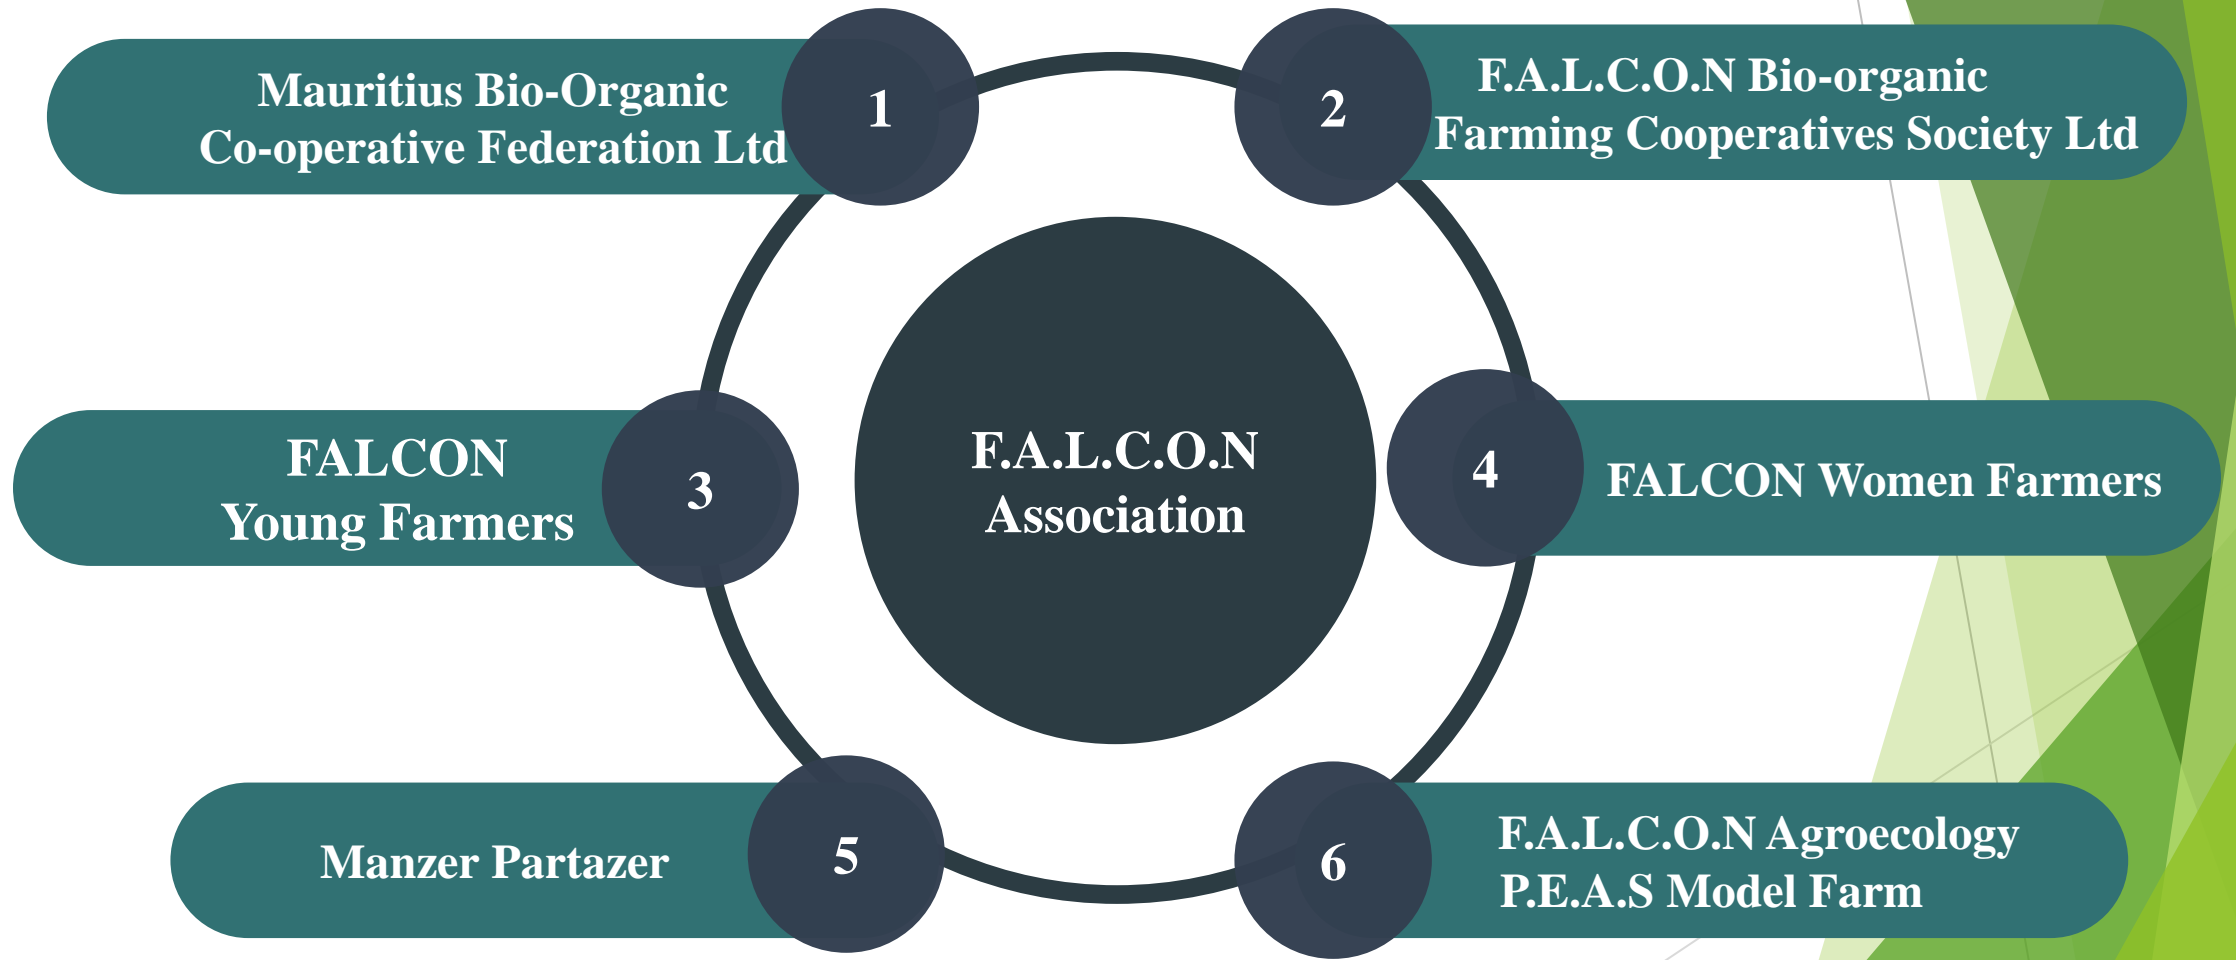 Mauritius Bio-Organic
Co-operative Federation Ltd
1
2
F.A.L.C.O.N Bio-organic
Farming Cooperatives Society Ltd
FALCON
Young Farmers
3
F.A.L.C.O.N
Association
4
FALCON Women Farmers
Manzer Partazer
5
6
F.A.L.C.O.N Agroecology
P.E.A.S Model Farm